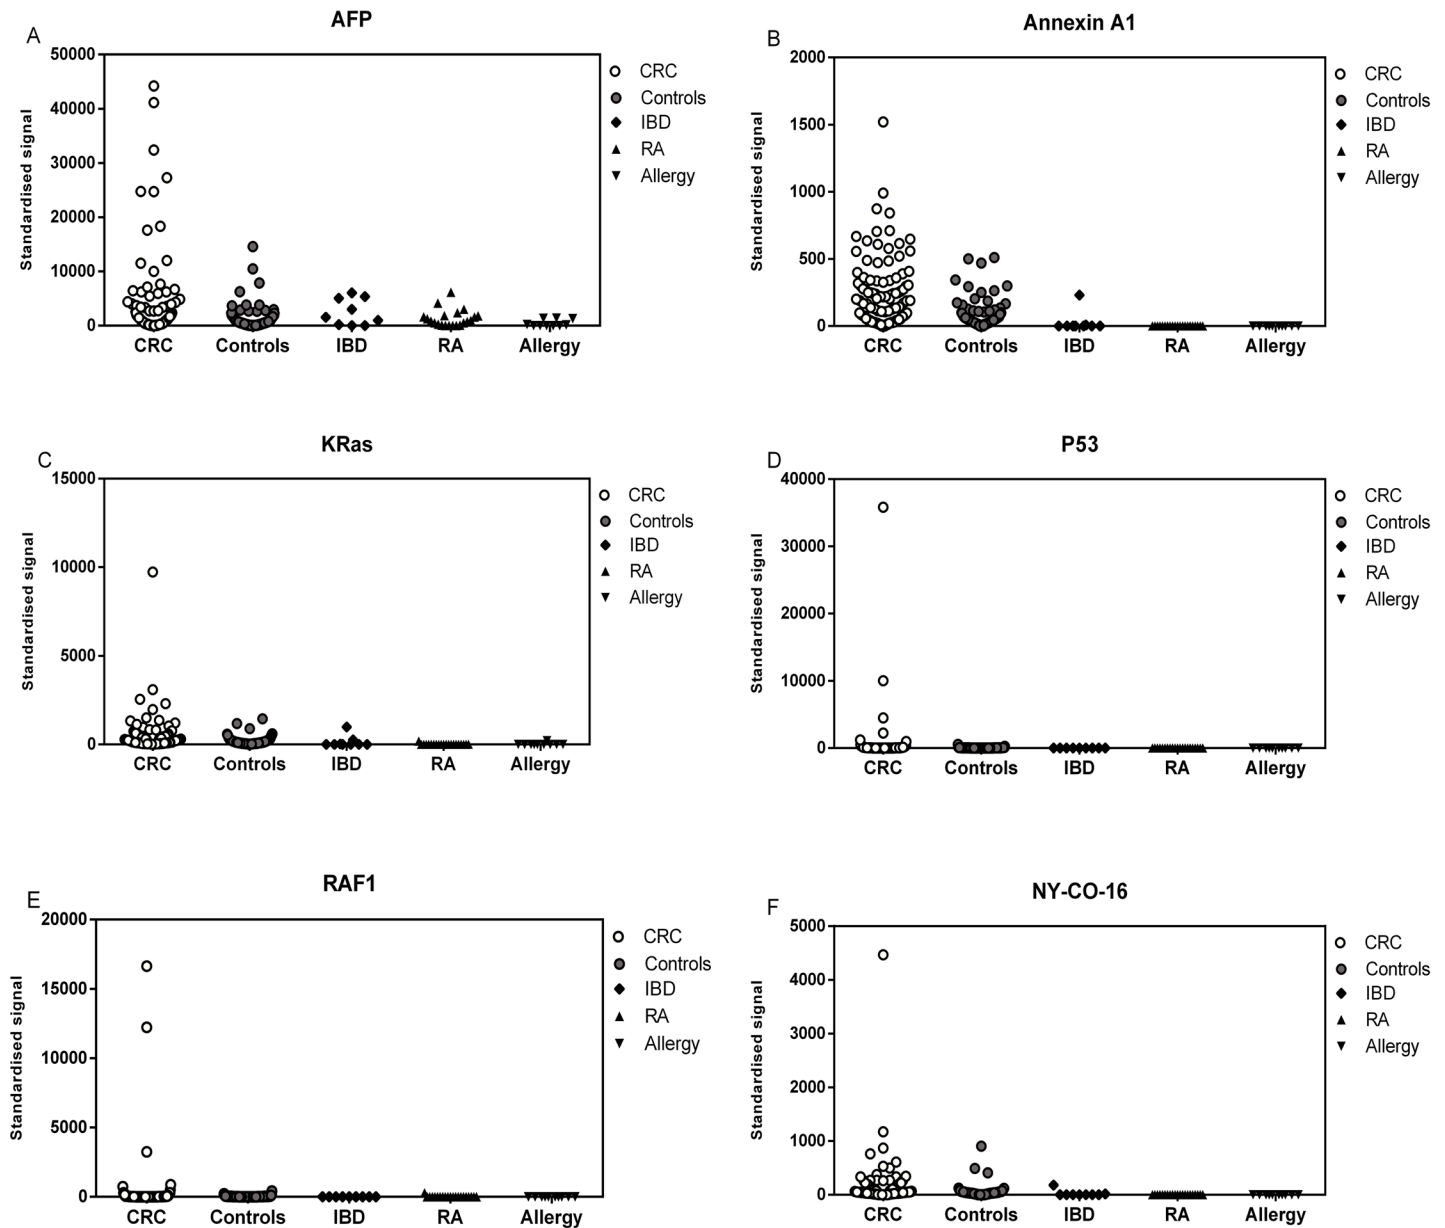 A
AFP
Standardised signal
50000
40000
30000
20000
10000
0
CRC
Controls
IBD
RA
Allergy
CRC
Controls
IBD
RA
Allergy
B
Annexin A1
Standardised signal
2000
1500
1000
500
0
CRC
Controls
IBD
RA
Allergy
CRC
Controls
IBD
RA
Allergy
C
KRas
Standardised signal
15000
10000
5000
0
CRC
Controls
IBD
RA
Allergy
CRC
Controls
IBD
RA
Allergy
D
P53
Standardised signal
40000
30000
20000
10000
0
CRC
Controls
IBD
RA
Allergy
CRC
Controls
IBD
RA
Allergy
E
RAF1
Standardised signal
20000
15000
10000
5000
0
CRC
Controls
IBD
RA
Allergy
CRC
Controls
IBD
RA
Allergy
F
NY-CO-16
Standardised signal
5000
4000
3000
2000
1000
0
CRC
Controls
IBD
RA
Allergy
CRC
Controls
IBD
RA
Allergy